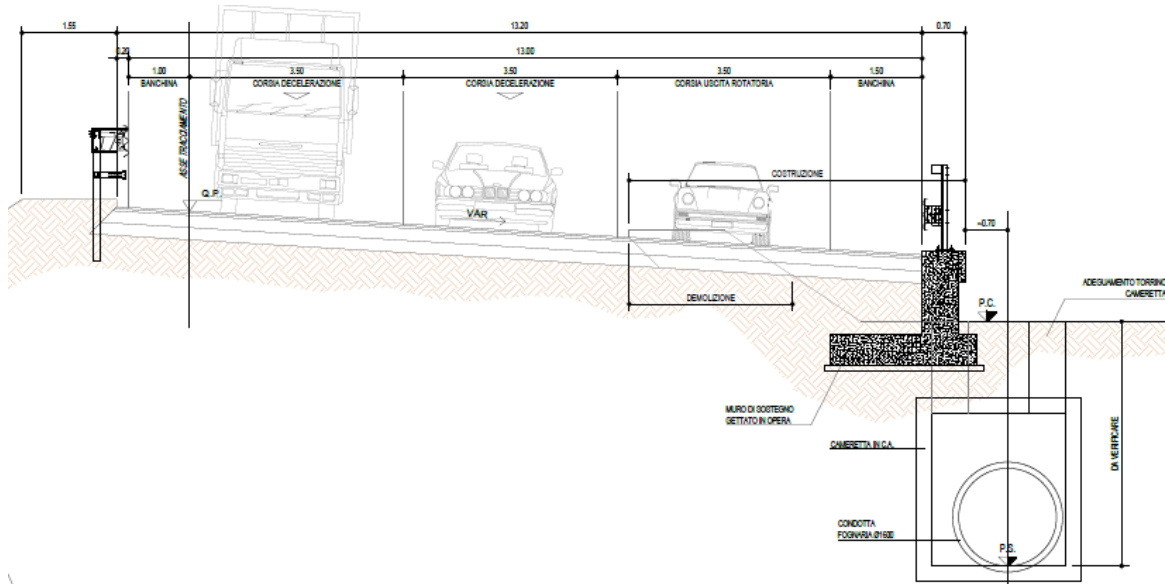 1.55
13.20
0.70
0.20
13.00
1.00
3.50
3.50
3.50
1.50
BANCHINA
CORSIA DECELERAZIONE
CORSIA DECELERAZIONE
CORSIA USCITA ROTATORIA
BANCHINA
ASSE TRACCIAMENTO
COSTRUZIONE
Q.P.
VAR
~0.70
ADEGUAMENTO TORRINO
CAMERETTA
DEMOLIZIONE
P.C.
MURO DI SOSTEGNO
GETTATO IN OPERA
CAMERETTA IN C.A.
DA VERIFICARE
CONDOTTA
FOGNARIA Ø1600
P.S.